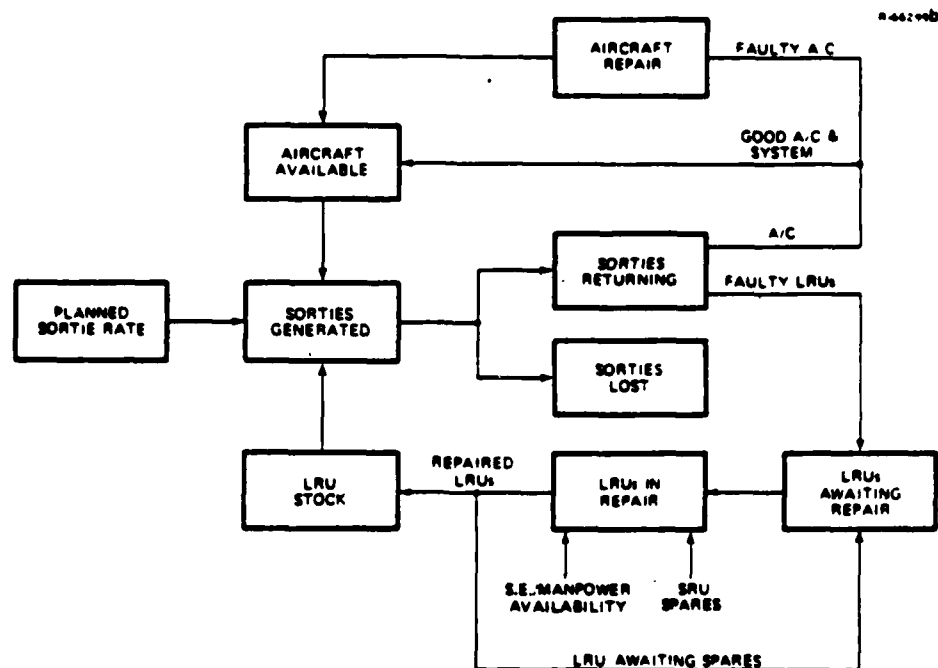 R-66299b
AIRCRAFT
REPAIR
FAULTY A/C
AIRCRAFT
AVAILABLE
GOOD A/C &
SYSTEM
A/C
SORTIES
RETURNING
FAULTY LRUs
PLANNED
SORTIE RATE
SORTIES
GENERATED
SORTIES
LOST
LRU
STOCK
REPAIRED
LRUs
LRUs IN
REPAIR
LRUs
AWAITING
REPAIR
S.E./MANPOWER
AVAILABILITY
SRU
SPARES
LRU AWAITING SPARES